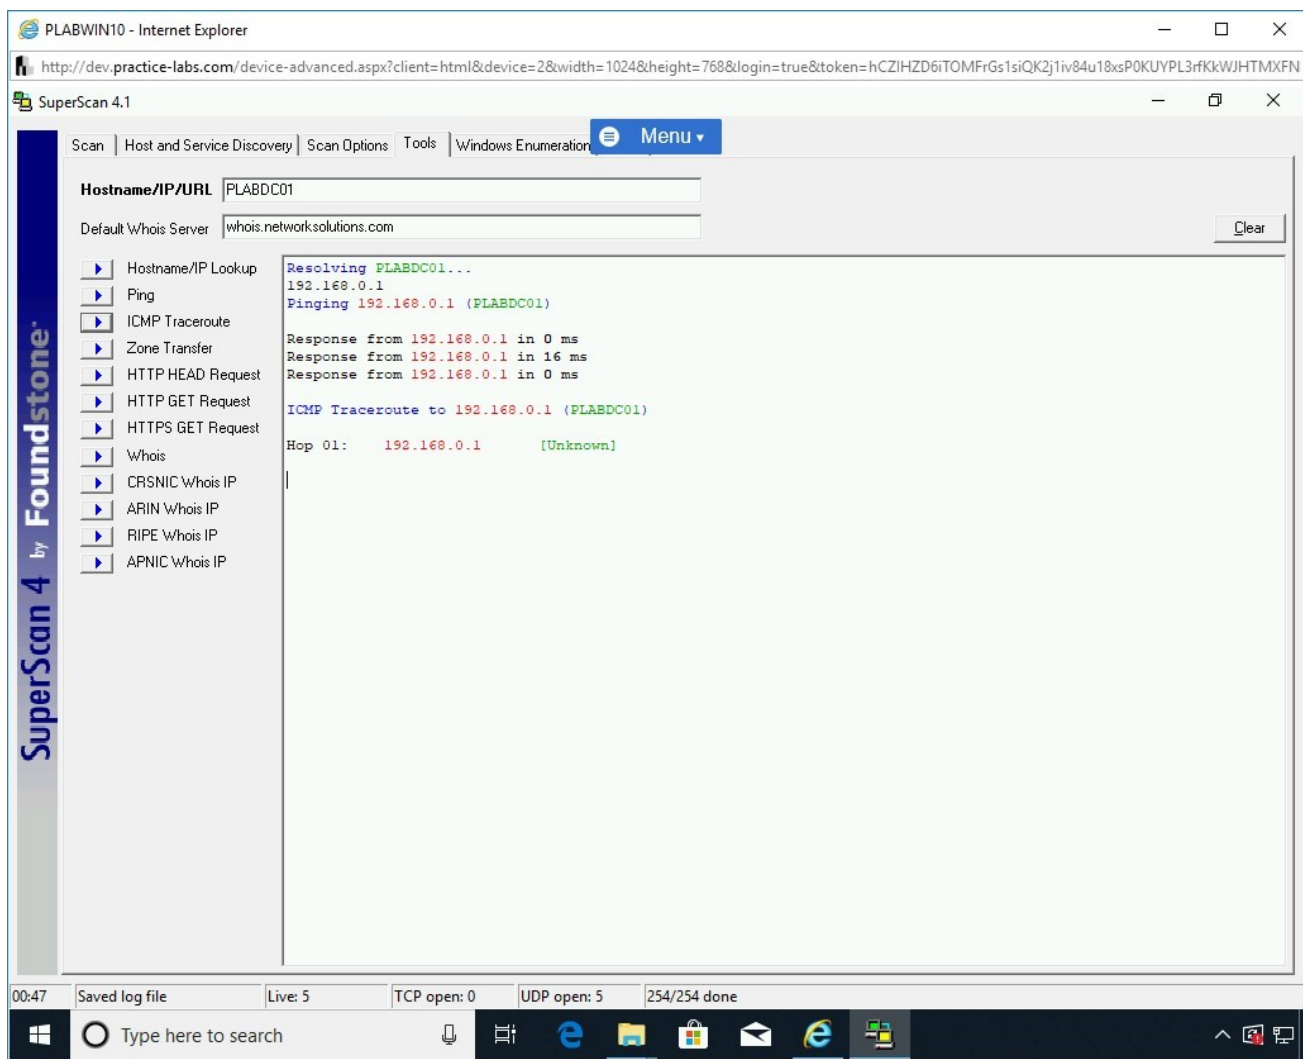 PLABWIN10 - Internet Explorer
http://dev.practice-labs.com/device-advanced.aspx?client=html&device=2&width=1024&height=768&login=true&token=hCZIHZD6iTOMFrGs1siQK2j1iv84u18xsP0KUYPL3rfKkWJHTMXFN
SuperScan 4.1
Menu
Scan Host and Service Discovery Scan Options Tools Windows Enumeration
Hostname/IP/URL PLABDC01
Default Whois Server whois.networksolutions.com
Clear
Hostname/IP Lookup
Ping
ICMP Traceroute
Zone Transfer
HTTP HEAD Request
HTTP GET Request
HTTPS GET Request
Whois
CRSNIC Whois IP
ARIN Whois IP
RIPE Whois IP
APNIC Whois IP
Resolving PLABDC01...
192.168.0.1
Pinging 192.168.0.1 (PLABDC01)
Response from 192.168.0.1 in 0 ms
Response from 192.168.0.1 in 16 ms
Response from 192.168.0.1 in 0 ms
ICMP Traceroute to 192.168.0.1 (PLABDC01)
Hop 01: 192.168.0.1 [Unknown]
SuperScan 4 by Foundstone
00:47 Saved log file Live: 5 TCP open: 0 UDP open: 5 254/254 done
Type here to search